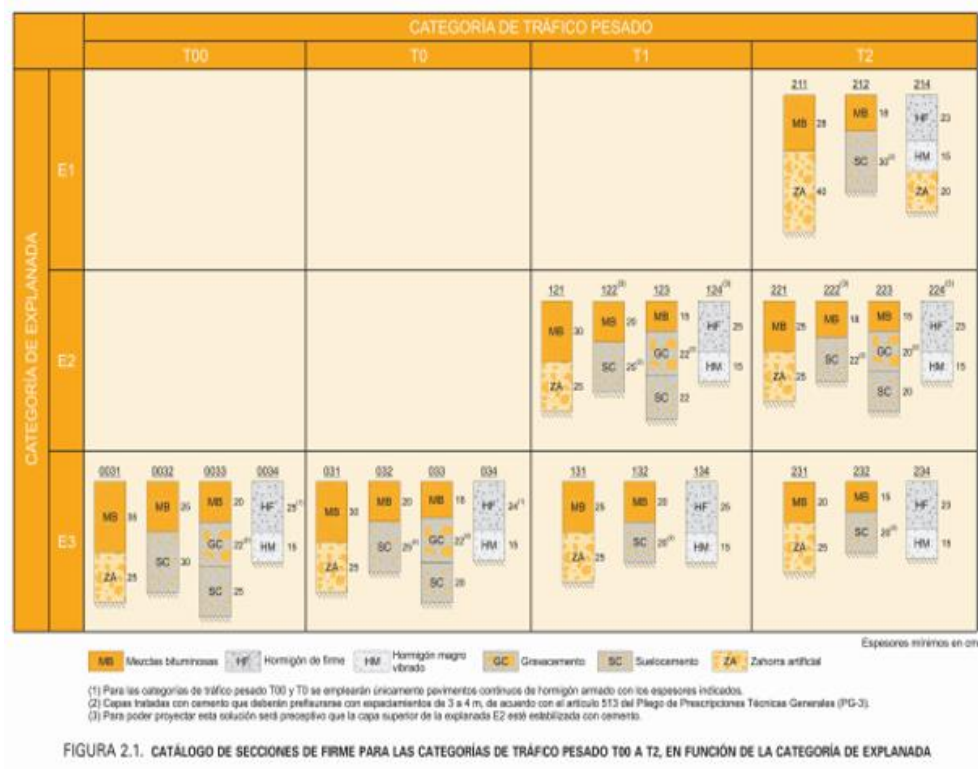 CATEGORÍA DE TRÁFICO PESADO
T00 T0 T1 T2
CATEGORÍA DE EXPLANADA
E1
211 212 214
MB 28 MB 18 HF 23
SC 30(2) HM 15
ZA 40 ZA 20
E2
121 122(3) 123 124(3) 221 222(3) 223 224(3)
MB 30 MB 20 MB 15 HF 25 MB 25 MB 18 MB 15 HF 23
ZA 25 SC 25(2) GC 22(2) HM 15 ZA 25 SC 22(2) GC 20(2) HM 15
SC 22 SC 20
E3
0031 0032 0033 0034 031 032 033 034 131 132 134 231 232 234
MB 35 MB 25 MB 20 HF 25(1) MB 30 MB 20 MB 18 HF 24(1 MB 25 MB 20 HF 25 MB 20 MB 15 HF 23
ZA 25 SC 30 GC 22(2) HM 15 ZA 25 SC 25(2) GC 22(2) HM 15 ZA 25 SC 20(2) HM 15 ZA 25 SC 20(2) HM 15
SC 25 SC 20
Espesores mínimos en cm
MB Mezclas bituminosas HF Hormigón de firme HM Hormigón magro vibrado GC Gravacemento SC Suelocemento ZA Zahorra artificial
(1) Para las categorías de tráfico pesado T00 y T0 se emplearán únicamente pavimentos continuos de hormigón armado con los espesores indicados.
(2) Capas tratadas con cemento que deberán prefisurarse con espaciamientos de 3 a 4 m, de acuerdo con el artículo 513 del Pliego de Prescripciones Técnicas Generales (PG-3).
(3) Para poder proyectar esta solución será preceptivo que la capa superior de la explanada E2 esté estabilizada con cemento.
FIGURA 2.1. CATÁLOGO DE SECCIONES DE FIRME PARA LAS CATEGORÍAS DE TRÁFICO PESADO T00 A T2, EN FUNCIÓN DE LA CATEGORÍA DE EXPLANADA